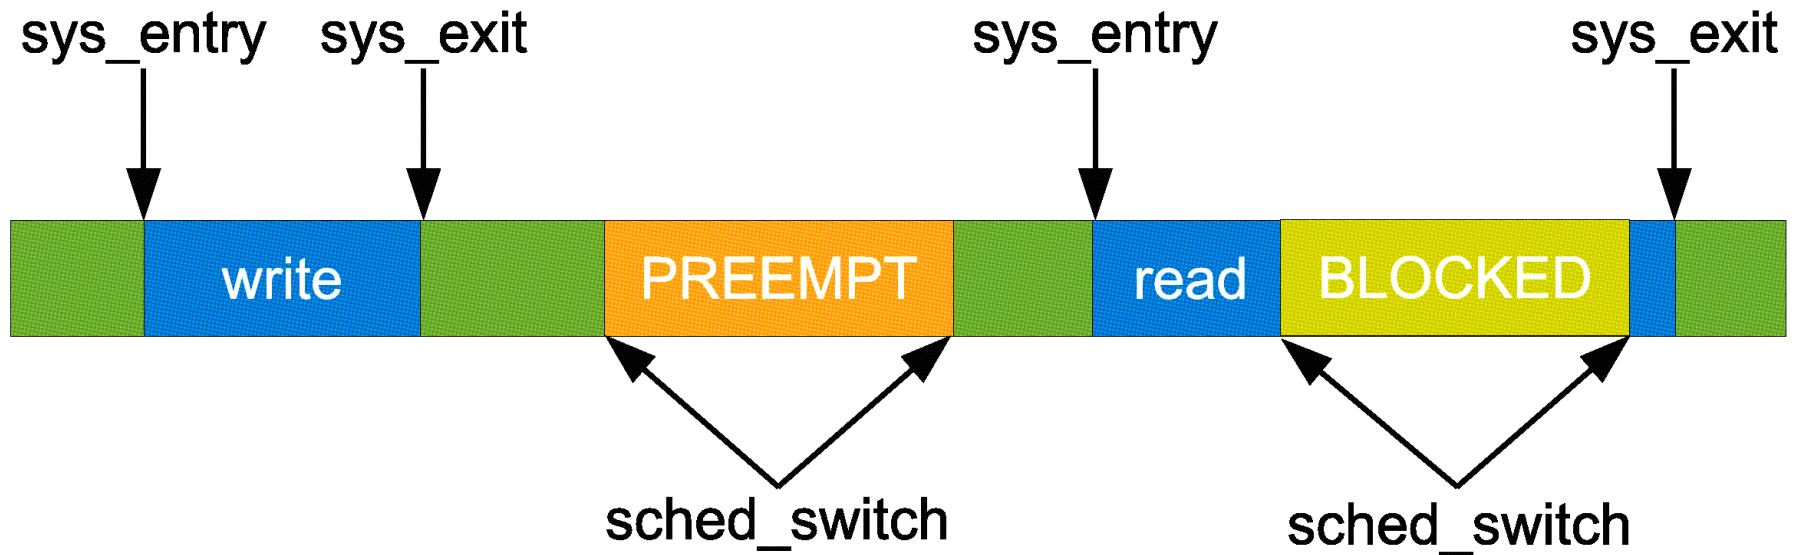 sys_entry sys_exit sys_entry sys_exit
write PREEMPT read BLOCKED
sched_switch sched_switch